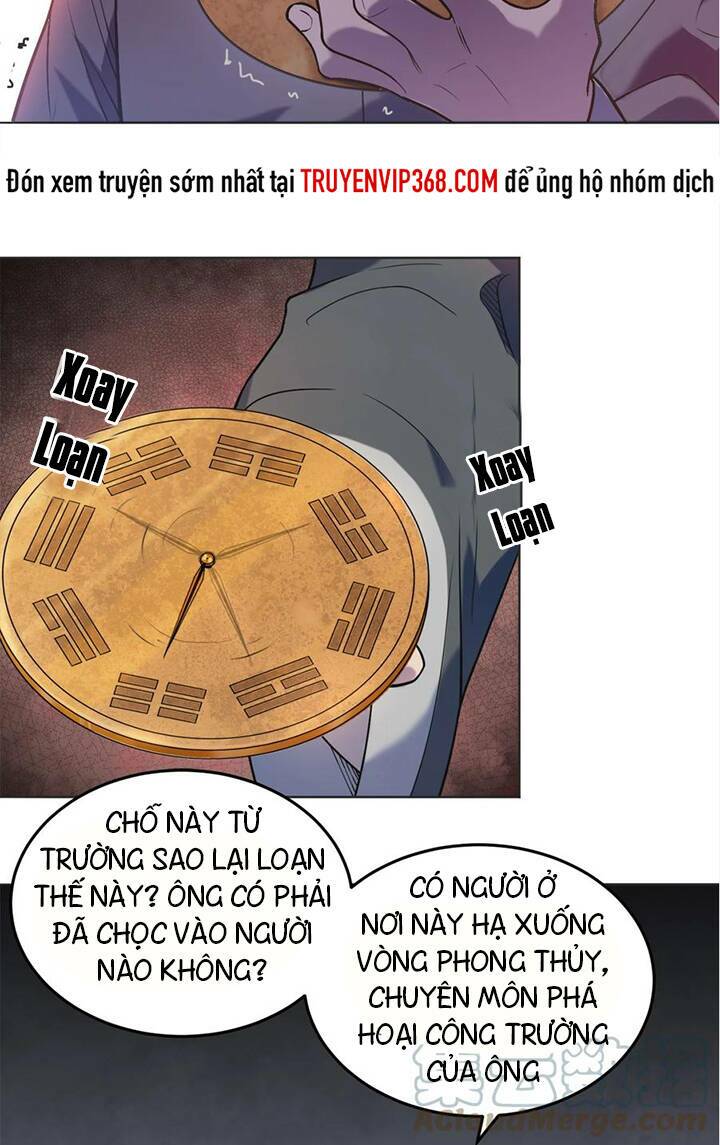 Đón xem truyện sớm nhất tại TRUYENVIP368.COM để ủng hộ nhóm dịch
Xoay
Loạn
Xoay
Loạn
CHỖ NÀY TỪ
TRƯỜNG SAO LẠI LOẠN
THẾ NÀY? ÔNG CÓ PHẢI
ĐÃ CHỌC VÀO NGƯỜI
NÀO KHÔNG?
CÓ NGƯỜI Ở
NƠI NÀY HẠ XUỐNG
VÒNG PHONG THỦY,
CHUYÊN MÔN PHÁ
HOẠI CÔNG TRƯỜNG
CỦA ÔNG
AcloudMerge.com